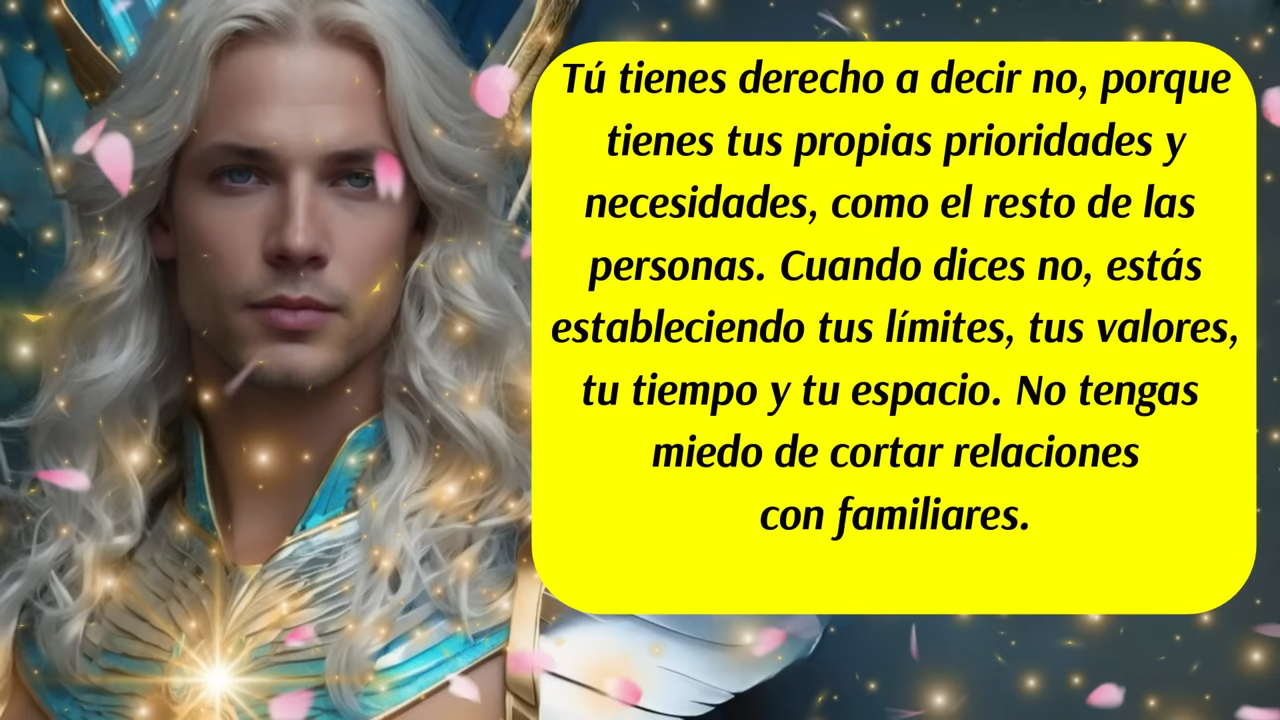 Tú tienes derecho a decir no, porque
tienes tus propias prioridades y
necesidades, como el resto de las
personas. Cuando dices no, estás
estableciendo tus límites, tus valores,
tu tiempo y tu espacio. No tengas
miedo de cortar relaciones
con familiares.